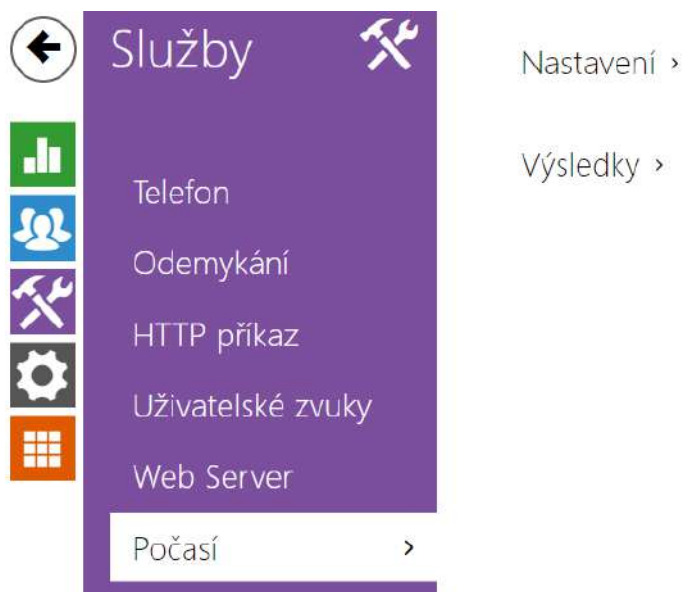 Služby
Telefon
Odemykání
HTTP příkaz
Uživatelské zvuky
Web Server
Počasí
Nastavení
Výsledky